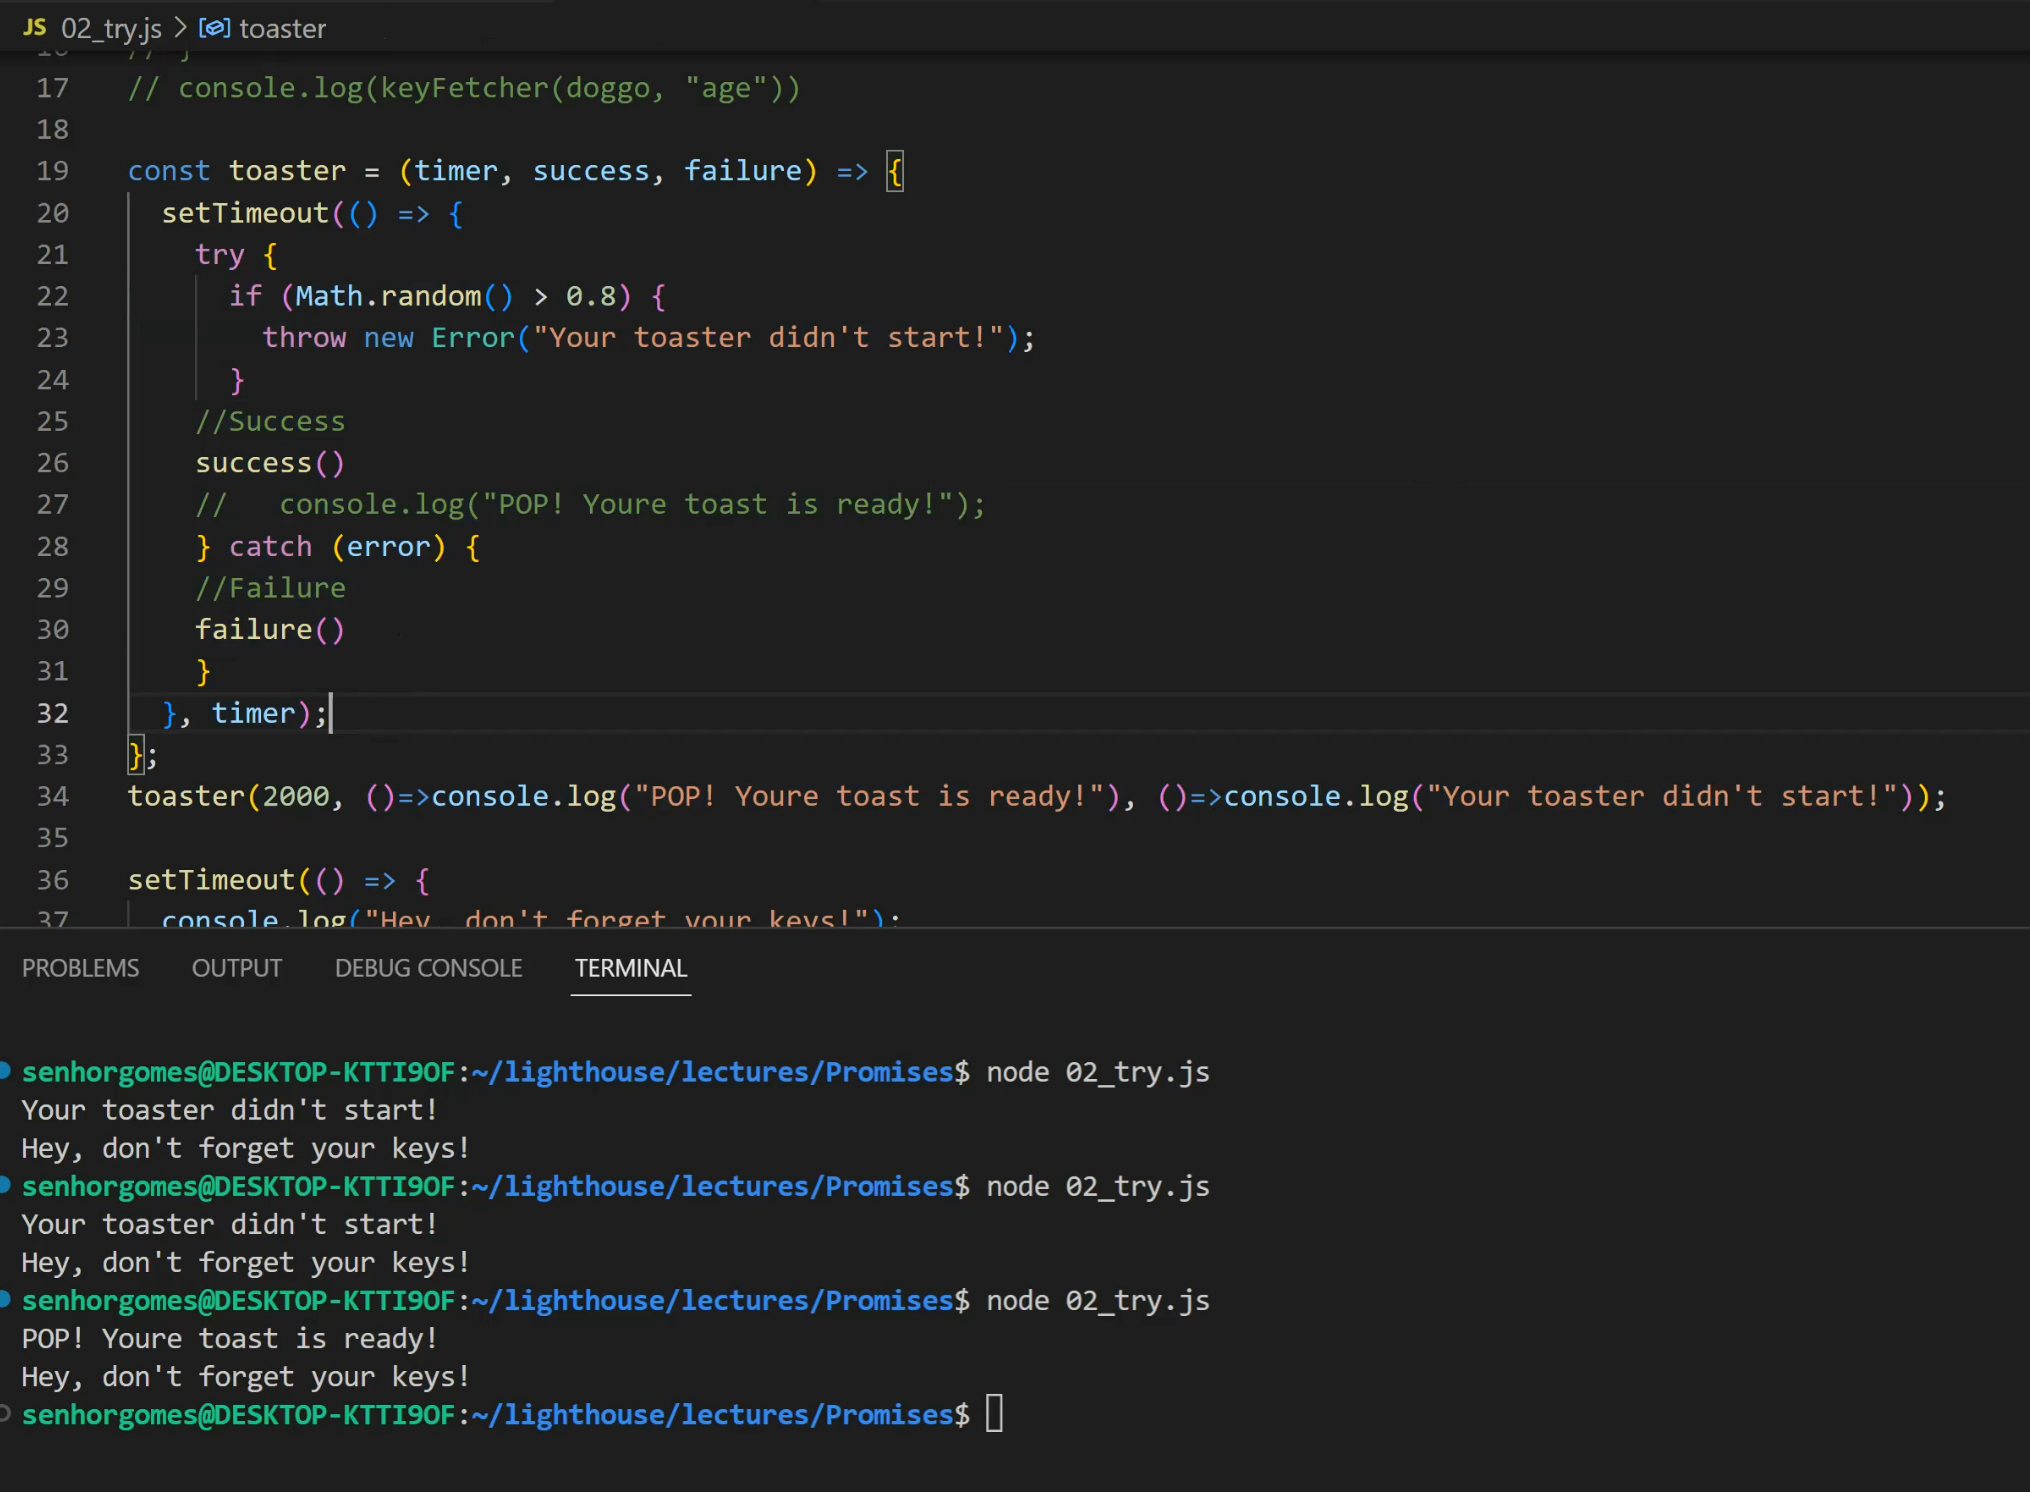 JS 02_try.js > toaster
16 // }
17 // console.log(keyFetcher(doggo, "age"))
18
19 const toaster = (timer, success, failure) => {
20 setTimeout(() => {
21 try {
22 if (Math.random() > 0.8) {
23 throw new Error("Your toaster didn't start!");
24 }
25 //Success
26 success()
27 //   console.log("POP! Youre toast is ready!");
28 } catch (error) {
29 //Failure
30 failure()
31 }
32 }, timer);
33 };
34 toaster(2000, ()=>console.log("POP! Youre toast is ready!"), ()=>console.log("Your toaster didn't start!"));
35
36 setTimeout(() => {
37 console.log("Hey, don't forget your keys!");
PROBLEMS OUTPUT DEBUG CONSOLE TERMINAL
senhorgomes@DESKTOP-KTTI9OF:~/lighthouse/lectures/Promises$ node 02_try.js
Your toaster didn't start!
Hey, don't forget your keys!
senhorgomes@DESKTOP-KTTI9OF:~/lighthouse/lectures/Promises$ node 02_try.js
Your toaster didn't start!
Hey, don't forget your keys!
senhorgomes@DESKTOP-KTTI9OF:~/lighthouse/lectures/Promises$ node 02_try.js
POP! Youre toast is ready!
Hey, don't forget your keys!
senhorgomes@DESKTOP-KTTI9OF:~/lighthouse/lectures/Promises$